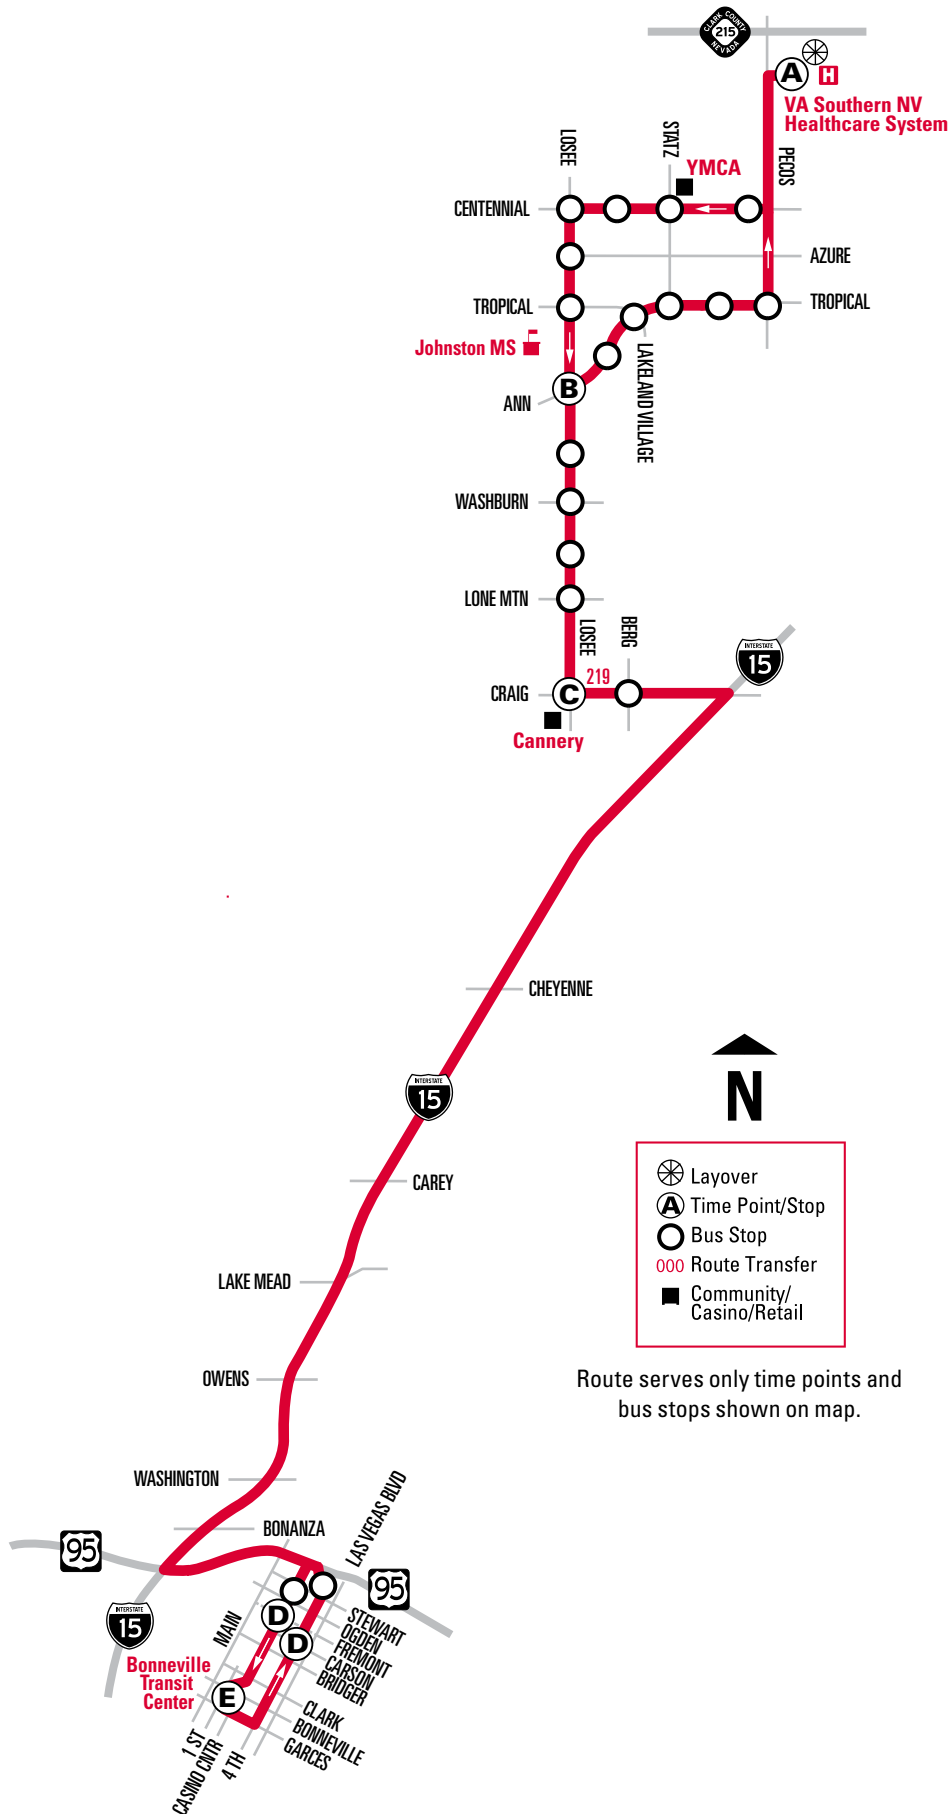 CLARK COUNTY
215
NEVADA
A
H
VA Southern NV
Healthcare System
LOSEE
STATZ
YMCA
PECOS
CENTENNIAL
AZURE
TROPICAL
TROPICAL
Johnston MS
LAKELAND VILLAGE
B
ANN
WASHBURN
LONE MTN
LOSEE
BERG
INTERSTATE
15
219
CRAIG
C
Cannery
CHEYENNE
N
INTERSTATE
15
Layover
A Time Point/Stop
Bus Stop
000 Route Transfer
Community/
Casino/Retail
CAREY
LAKE MEAD
OWENS
Route serves only time points and
bus stops shown on map.
WASHINGTON
LAS VEGAS BLVD
BONANZA
95
95
INTERSTATE
15
MAIN
D
D
STEWART
OGDEN
FREMONT
CARSON
BRIDGER
Bonneville
Transit
Center
E
CLARK
BONNEVILLE
GARCES
1 ST
CASINO CNTR
4 TH